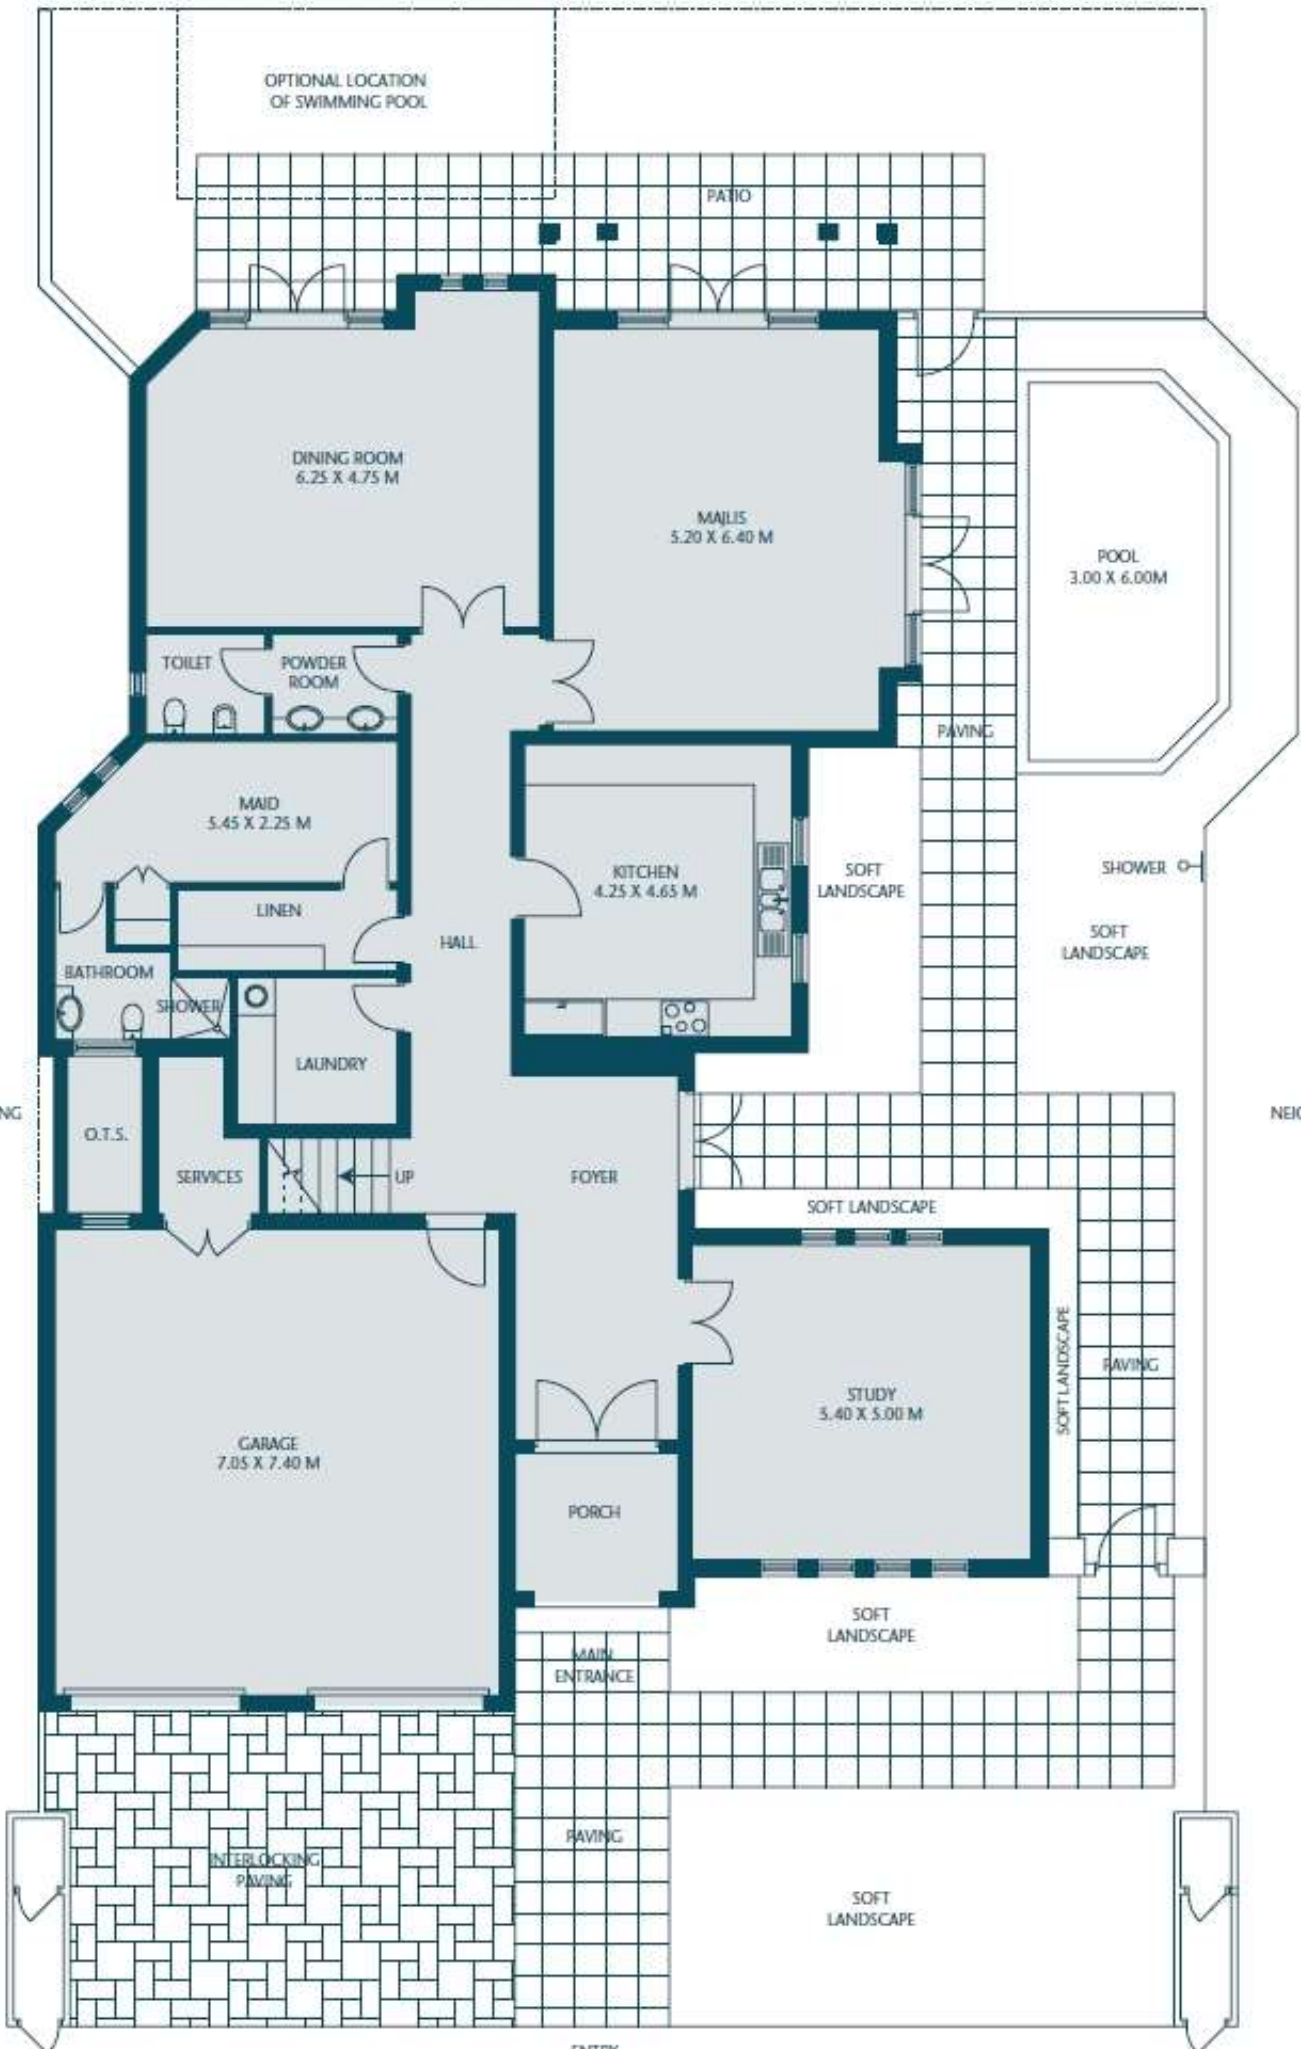 OPTIONAL LOCATION
OF SWIMMING POOL
PATIO
DINING ROOM
6.25 X 4.75 M
MAJLIS
5.20 X 6.40 M
POOL
3.00 X 6.00M
TOILET
POWDER
ROOM
PAVING
MAID
5.45 X 2.25 M
KITCHEN
4.25 X 4.65 M
SOFT
LANDSCAPE
SHOWER
LINEN
HALL
SOFT
LANDSCAPE
BATHROOM
SHOWER
LAUNDRY
NG
O.T.S.
NEIG
SERVICES
UP
FOYER
SOFT LANDSCAPE
SOFT LANDSCAPE
PAVING
STUDY
5.40 X 5.00 M
GARAGE
7.05 X 7.40 M
PORCH
SOFT
LANDSCAPE
MAIN
ENTRANCE
PAVING
INTERLOCKING
PAVING
SOFT
LANDSCAPE